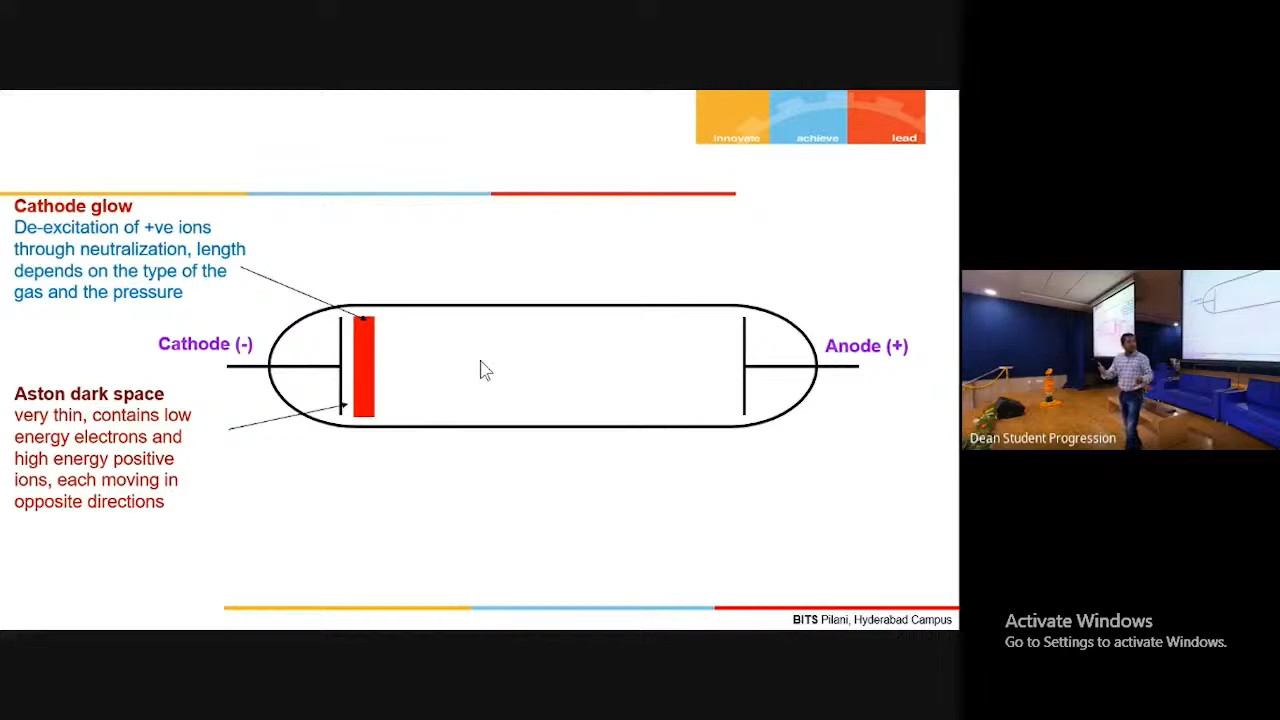 innovate achieve lead
Cathode glow
De-excitation of +ve ions
through neutralization, length
depends on the type of the
gas and the pressure
Cathode (-)
Anode (+)
Aston dark space
very thin, contains low
energy electrons and
high energy positive
ions, each moving in
opposite directions
Dean Student Progression
BITS Pilani, Hyderabad Campus
Activate Windows
Go to Settings to activate Windows.